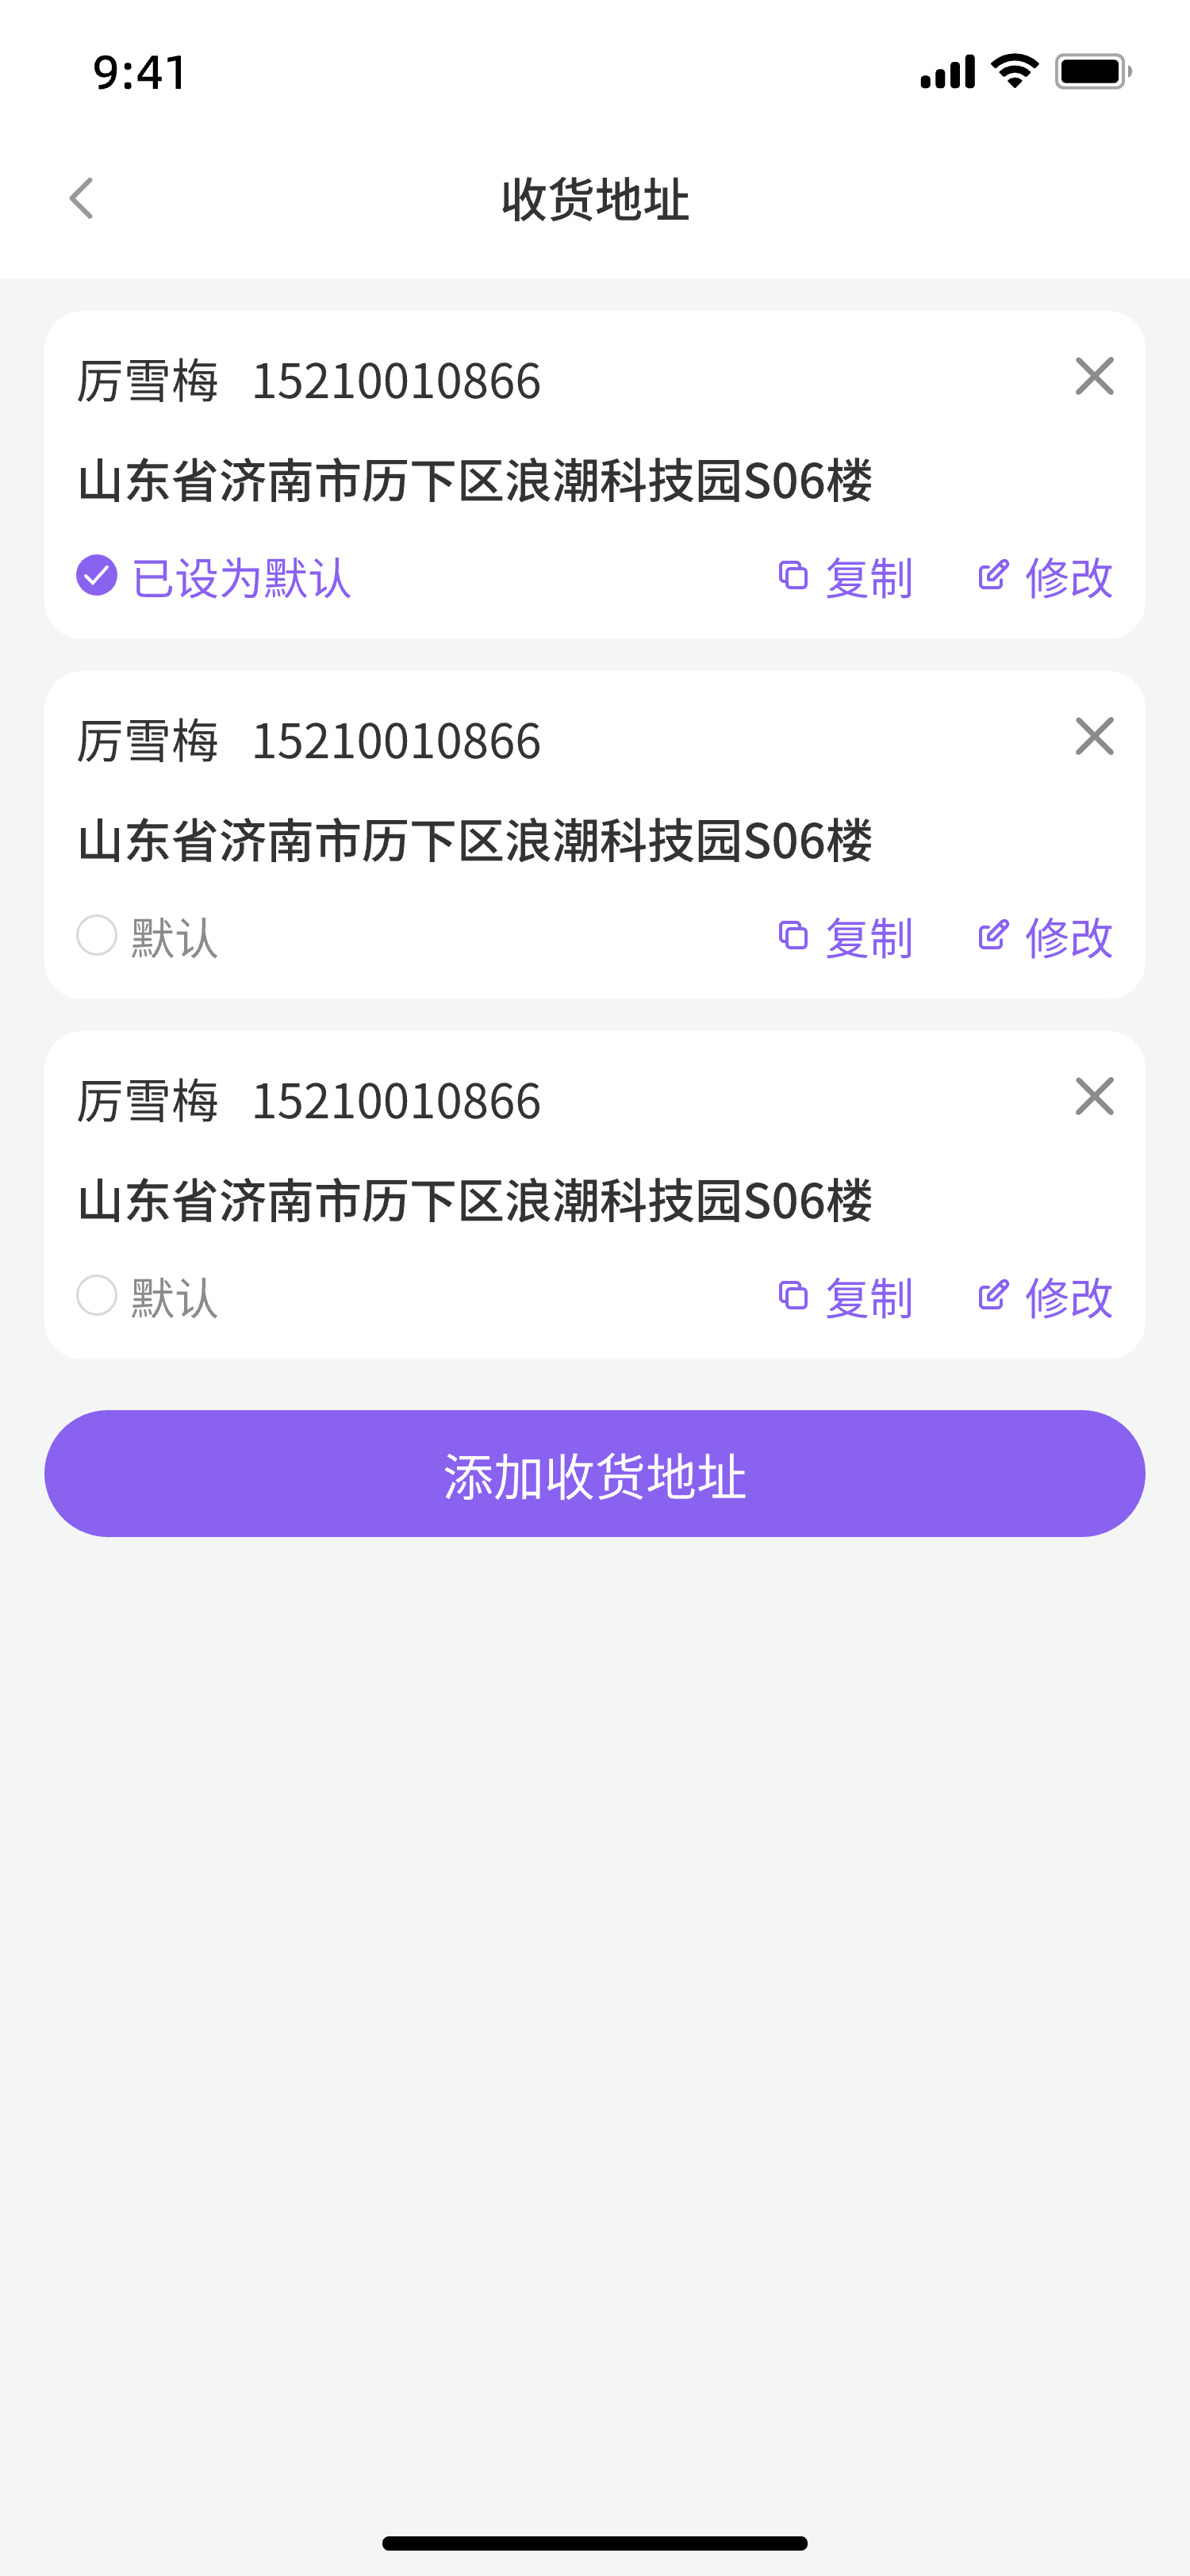 9:41
收货地址
厉雪梅 15210010866
山东省济南市历下区浪潮科技园S06楼
已设为默认 复制 修改
厉雪梅 15210010866
山东省济南市历下区浪潮科技园S06楼
默认 复制 修改
厉雪梅 15210010866
山东省济南市历下区浪潮科技园S06楼
默认 复制 修改
添加收货地址